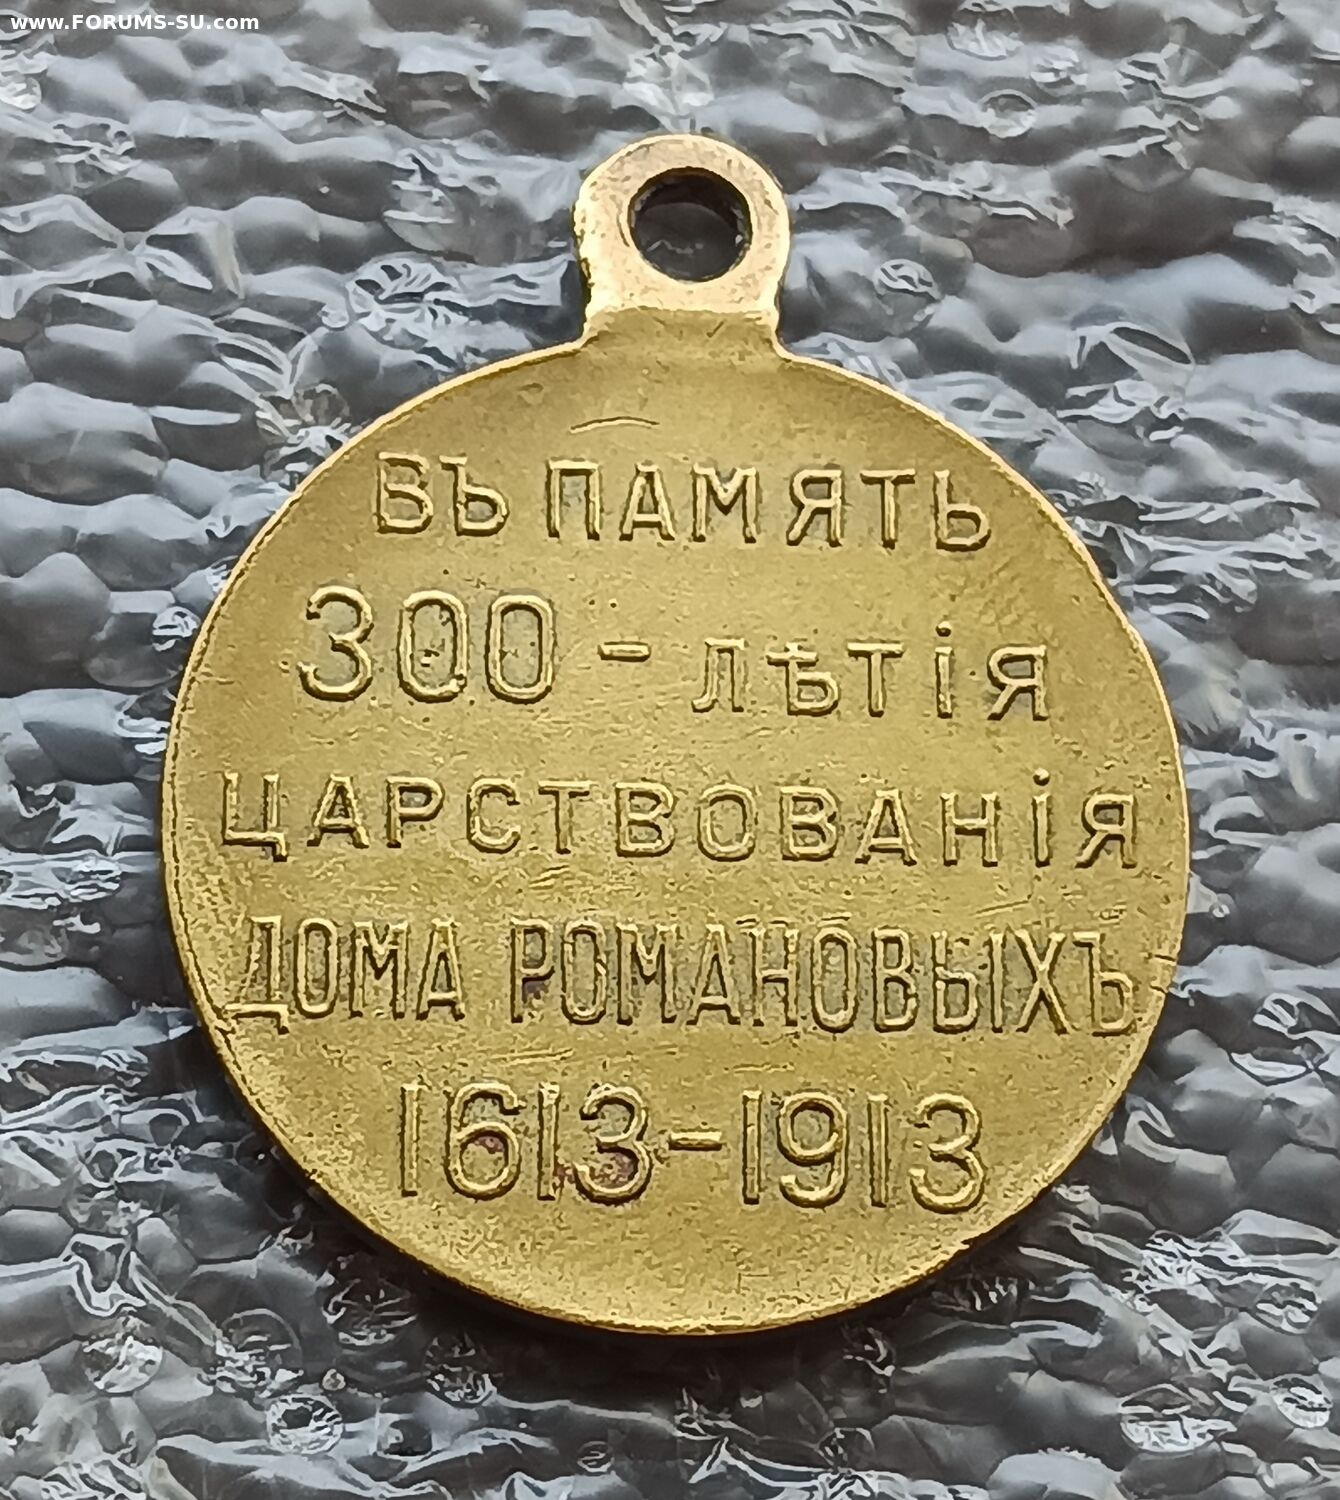 www.FORUMS-SU.com
ВЪ ПАМЯТЬ
300-ЛѢТІЯ
ЦАРСТВОВАНІЯ
ДОМА РОМАНОВЫХЪ
1613-1913